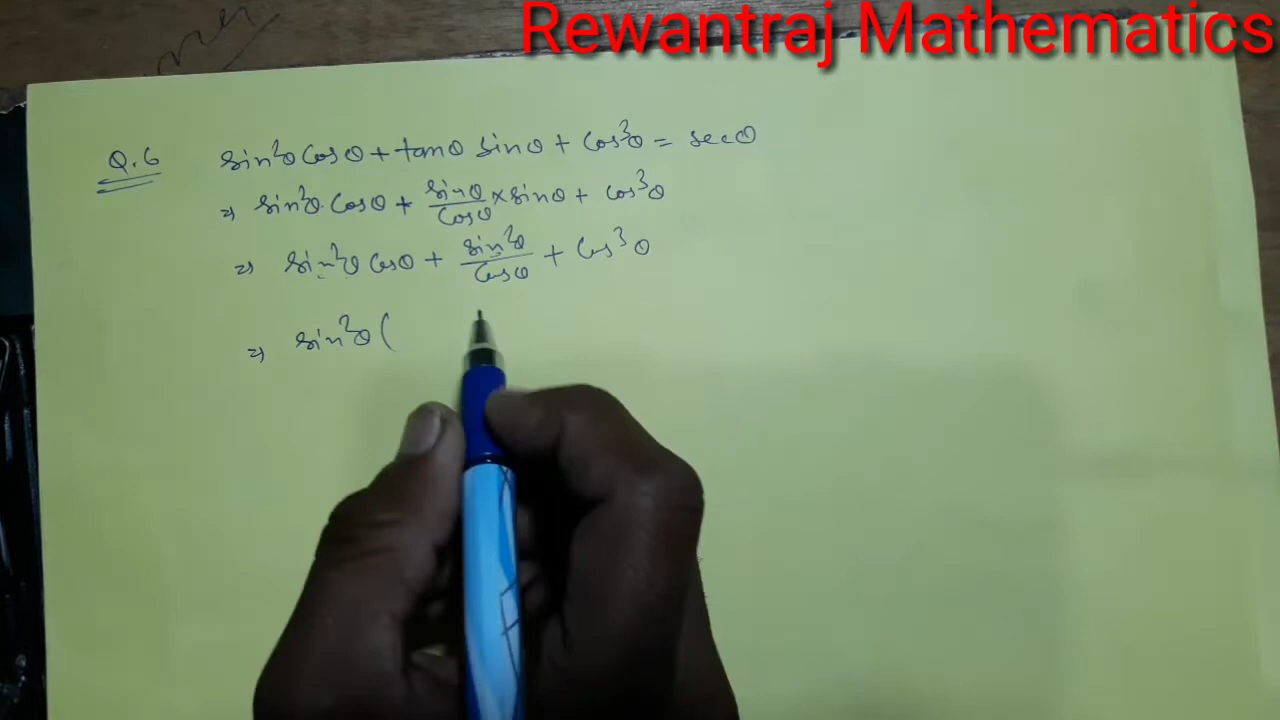 Rewantraj Mathematics
Q.6 sin²θ cosθ + tanθ sinθ + cos³θ = secθ
⇒ sin²θ. cosθ + sinθ/cosθ × sinθ + cos³θ
⇒ sin²θ cosθ + sin²θ/cosθ + cos³θ
⇒ sin²θ (